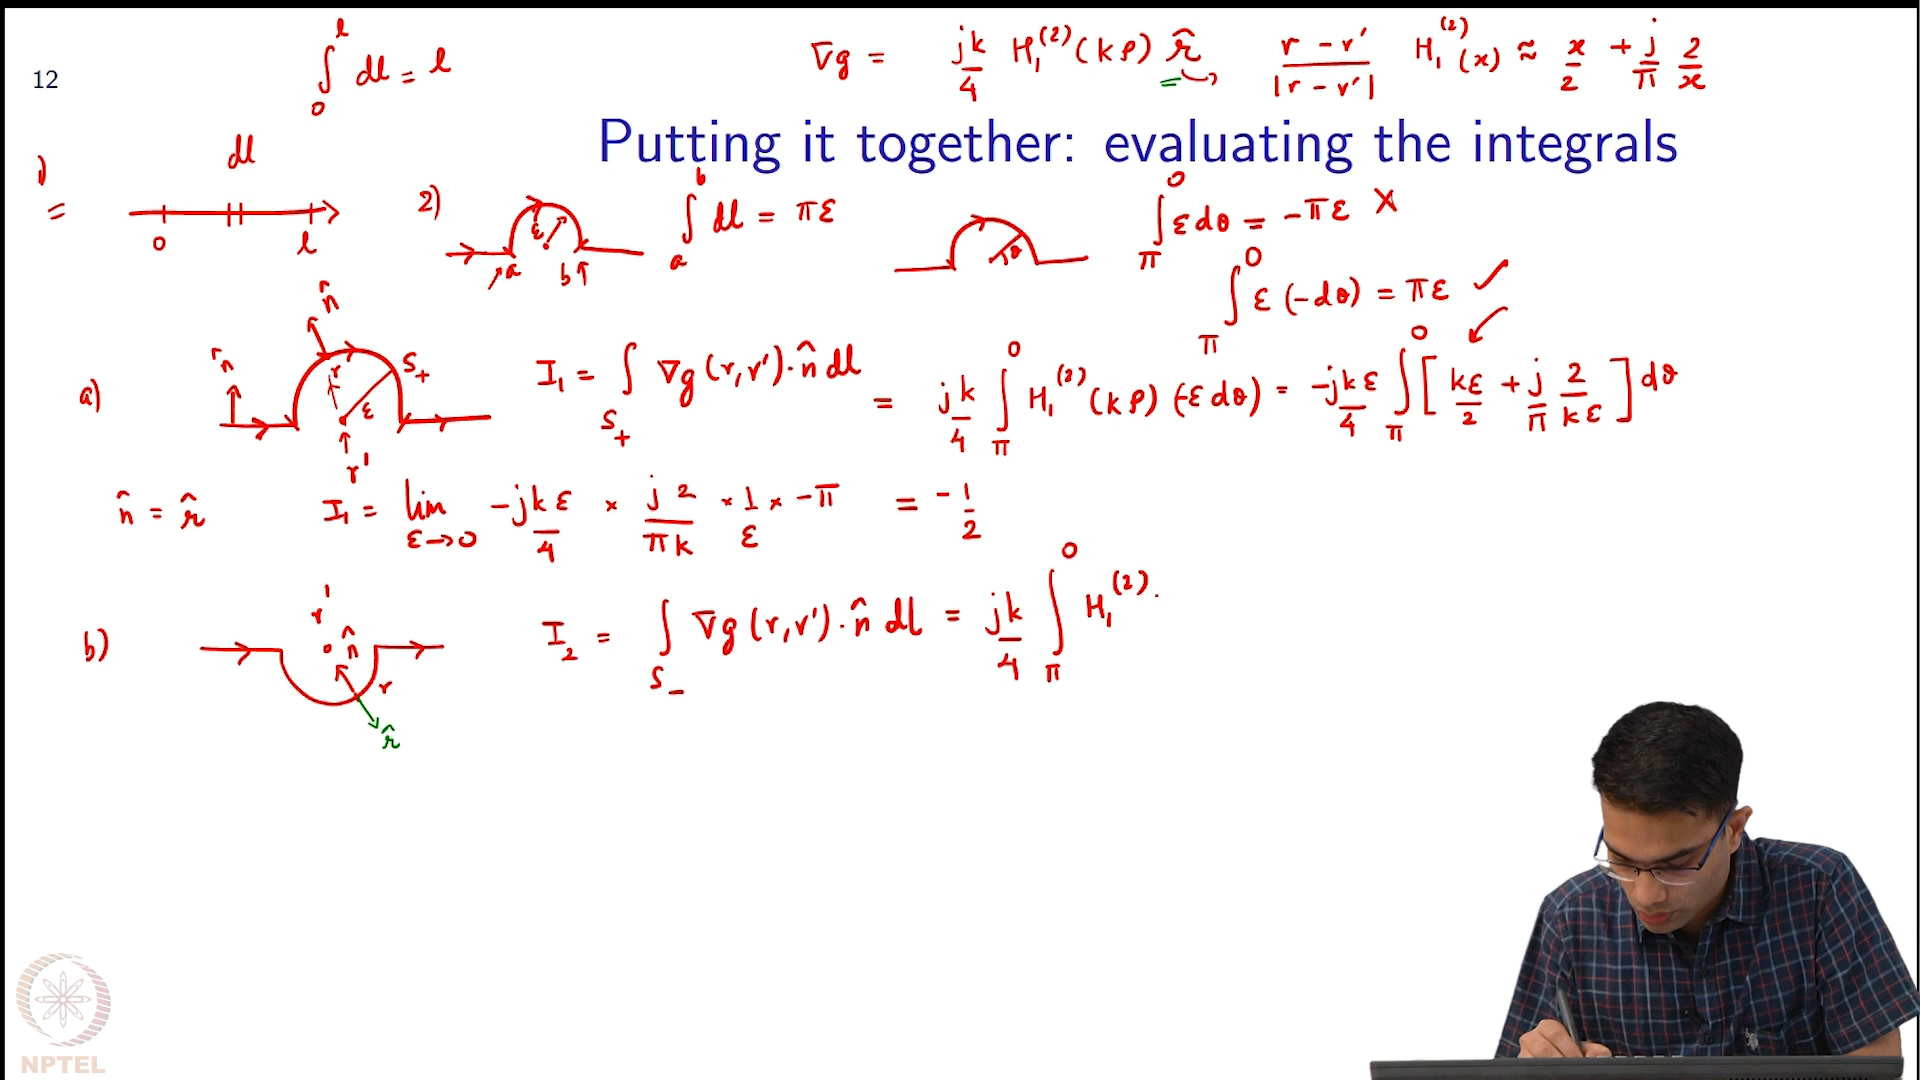 12
∫₀^l dl = l
∇g = jk/4 H₁^(2)(kρ) r̂   r − r'/|r − r'|   H₁^(2)(x) ≈ x/2 + j/π 2/x
Putting it together: evaluating the integrals
1)
dl
0 l
2) ε a b
∫ₐ^b dl = πε
θ
∫_π^0 ε dθ = −πε ✗
∫_π^0 ε (−dθ) = πε ✓
a) n̂ n̂ r S₊ ε r'
I₁ = ∫_{S₊} ∇g(r,r')·n̂ dl = jk/4 ∫_π^0 H₁^(2)(kρ) (−ε dθ) = −jkε/4 ∫_π^0 [kε/2 + j/π 2/kε] dθ
n̂ = r̂
I₁ = lim_{ε→0} −jkε/4 × j2/πk × 1/ε × −π = −1/2
b) r' n̂ r r̂
I₂ = ∫_{S₋} ∇g(r,r')·n̂ dl = jk/4 ∫_π^0 H₁^(2)
NPTEL